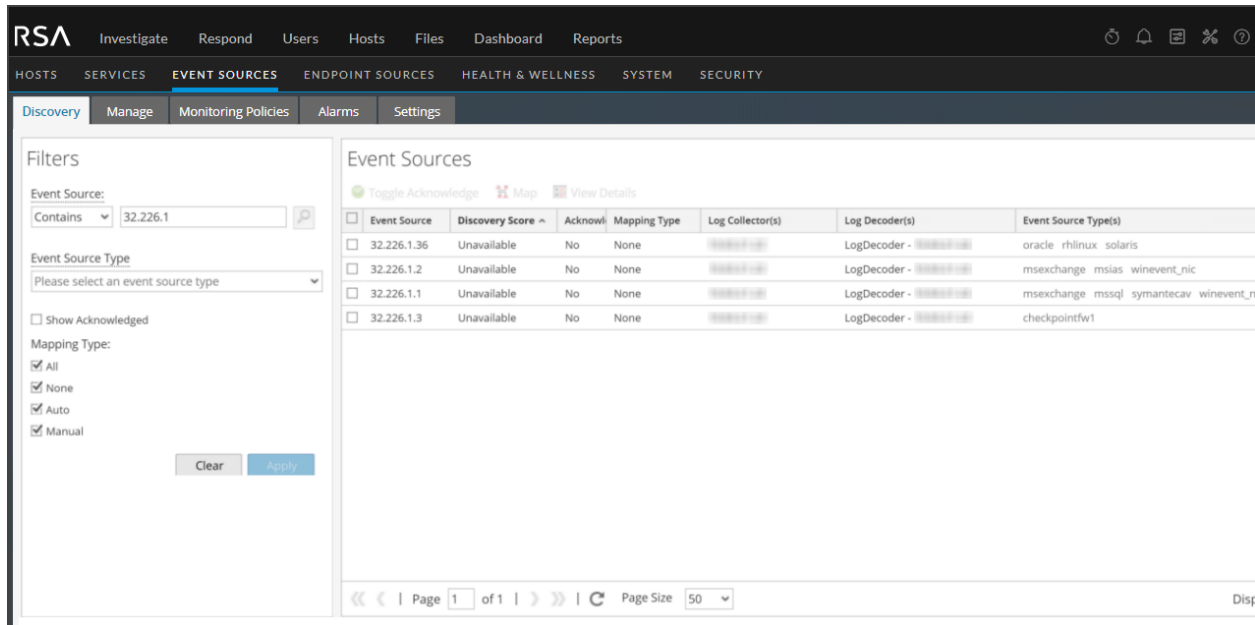 RSA Investigate Respond Users Hosts Files Dashboard Reports
HOSTS SERVICES EVENT SOURCES ENDPOINT SOURCES HEALTH & WELLNESS SYSTEM SECURITY
Discovery Manage Monitoring Policies Alarms Settings
Filters
Event Source:
Contains 32.226.1
Event Source Type
Please select an event source type
Show Acknowledged
Mapping Type:
All
None
Auto
Manual
Clear Apply
Event Sources
Toggle Acknowledge Map View Details
Event Source Discovery Score Acknowl Mapping Type Log Collector(s) Log Decoder(s) Event Source Type(s)
32.226.1.36 Unavailable No None LogDecoder - oracle rhlinux solaris
32.226.1.2 Unavailable No None LogDecoder - msexchange msias winevent_nic
32.226.1.1 Unavailable No None LogDecoder - msexchange mssql symantecav winevent_n
32.226.1.3 Unavailable No None LogDecoder - checkpointfw1
Page 1 of 1 Page Size 50 Disp